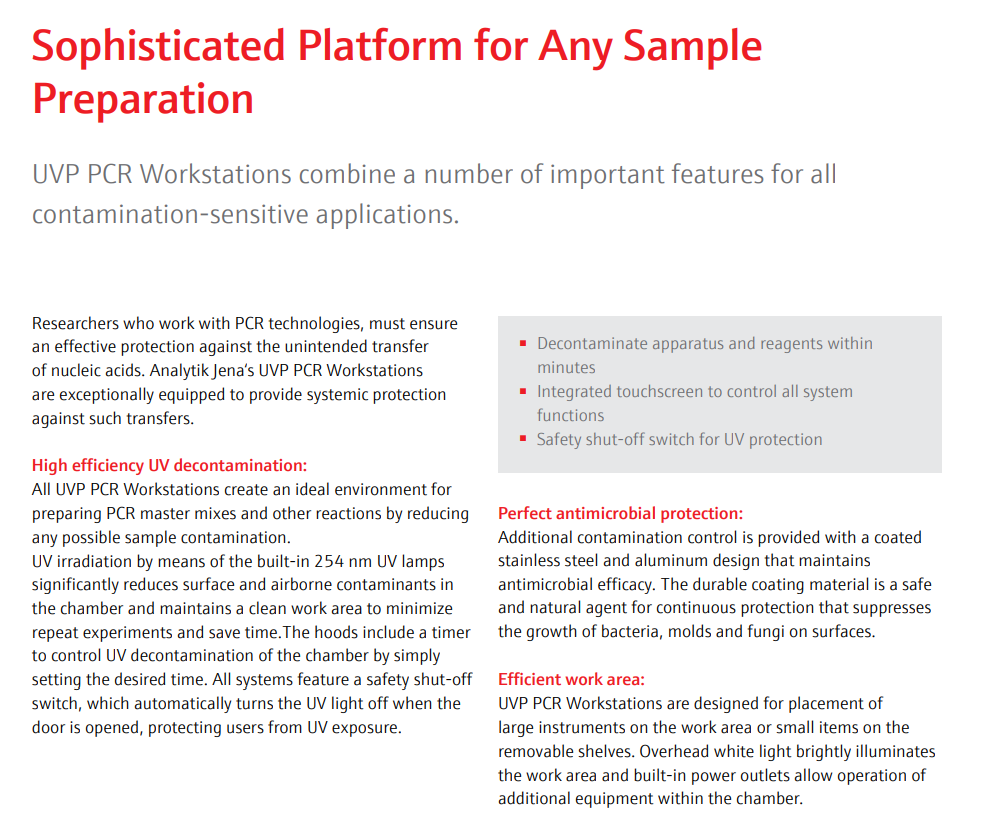 Sophisticated Platform for Any Sample
Preparation
UVP PCR Workstations combine a number of important features for all
contamination-sensitive applications.
Researchers who work with PCR technologies, must ensure
an effective protection against the unintended transfer
of nucleic acids. Analytik Jena’s UVP PCR Workstations
are exceptionally equipped to provide systemic protection
against such transfers.
High efficiency UV decontamination:
All UVP PCR Workstations create an ideal environment for
preparing PCR master mixes and other reactions by reducing
any possible sample contamination.
UV irradiation by means of the built-in 254 nm UV lamps
significantly reduces surface and airborne contaminants in
the chamber and maintains a clean work area to minimize
repeat experiments and save time.The hoods include a timer
to control UV decontamination of the chamber by simply
setting the desired time. All systems feature a safety shut-off
switch, which automatically turns the UV light off when the
door is opened, protecting users from UV exposure.
▪ Decontaminate apparatus and reagents within
minutes
▪ Integrated touchscreen to control all system
functions
▪ Safety shut-off switch for UV protection
Perfect antimicrobial protection:
Additional contamination control is provided with a coated
stainless steel and aluminum design that maintains
antimicrobial efficacy. The durable coating material is a safe
and natural agent for continuous protection that suppresses
the growth of bacteria, molds and fungi on surfaces.
Efficient work area:
UVP PCR Workstations are designed for placement of
large instruments on the work area or small items on the
removable shelves. Overhead white light brightly illuminates
the work area and built-in power outlets allow operation of
additional equipment within the chamber.